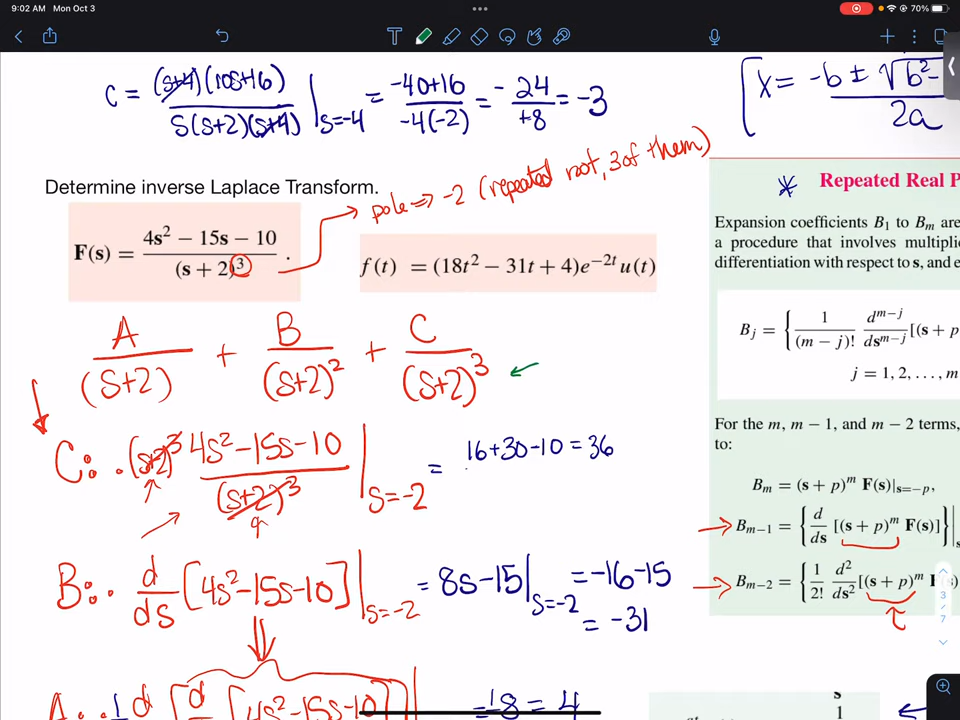 9:02 AM Mon Oct 3
70%
C = (s+4)(10s+16) / s(s+2)(s+4) |s=-4 = -40+16 / -4(-2) = - 24 / +8 = -3
x = -b ± √b² - / 2a
Determine inverse Laplace Transform.
pole => -2 (repeated root, 3 of them)
* Repeated Real P
F(s) = 4s² − 15s − 10 / (s + 2)³ .
f(t) = (18t² − 31t + 4)e^−2t u(t)
Expansion coefficients B₁ to Bₘ are
a procedure that involves multipli
differentiation with respect to s, and e
Bⱼ = { 1 / (m − j)! d^m−j / ds^m−j [(s + p
j = 1, 2, . . . , m
A / (s+2) + B / (s+2)² + C / (s+2)³
For the m, m − 1, and m − 2 terms,
to:
C: (s+2)³ 4s²-15s-10 / (s+2)³ |s=-2 = 16+30-10 = 36
Bₘ = (s + p)^m F(s)|s=−p,
Bₘ₋₁ = { d / ds [(s + p)^m F(s)] }|
Bₘ₋₂ = { 1 / 2! d² / ds² [(s + p)^m
B: d / ds [4s²-15s-10] |s=-2 = 8s-15 |s=-2 = -16-15
= -31
3
/
7
A: 1 d [ d [4s²-15s-10]
= 4
s
1